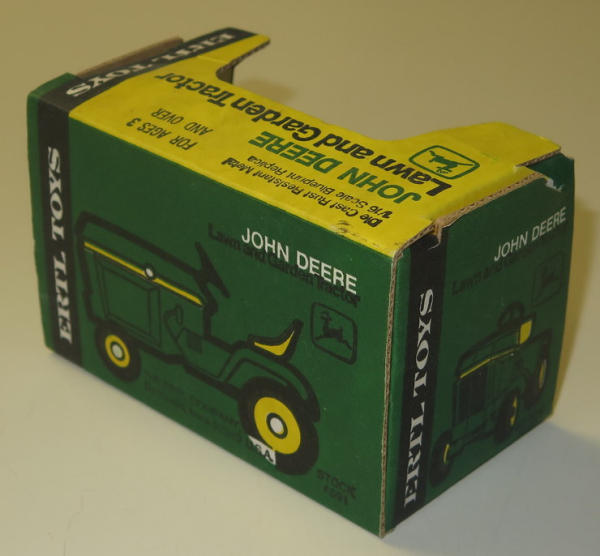 ERTL TOYS
FOR AGES 3
AND OVER
JOHN DEERE
Lawn and Garden Tractor
Die Cast Rust Resistant Metal
1/16 Scale Blueprint Replica
ERTL TOYS
JOHN DEERE
Lawn and Garden Tractor
U.S.A.
STOCK
ERTL TOYS
JOHN DEERE
Lawn and